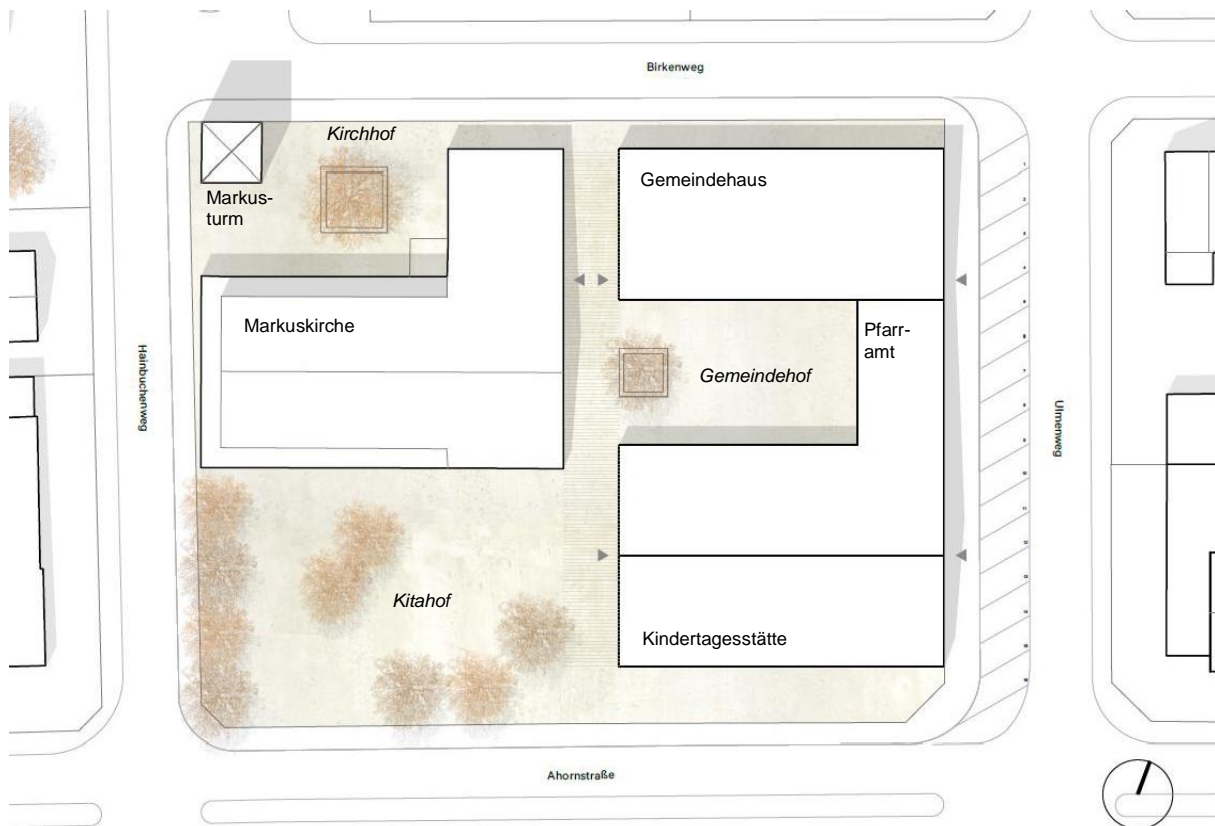 Birkenweg
Kirchhof
Markus-
turm
Gemeindehaus
Markuskirche
Pfarr-
amt
Gemeindehof
Hainbuchenweg
Ulmenweg
Kitahof
Kindertagesstätte
Ahornstraße